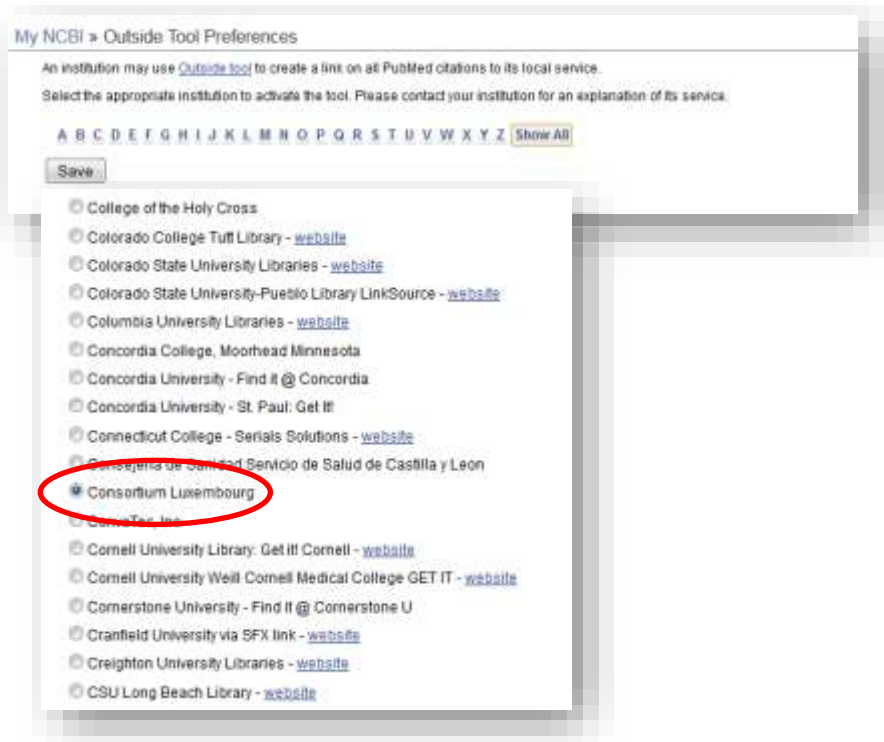 My NCBI » Outside Tool Preferences
An institution may use Outside tool to create a link on all PubMed citations to its local service.
Select the appropriate institution to activate the tool. Please contact your institution for an explanation of its service.
A B C D E F G H I J K L M N O P Q R S T U V W X Y Z Show All
Save
College of the Holy Cross
Colorado College Tutt Library - website
Colorado State University Libraries - website
Colorado State University-Pueblo Library LinkSource - website
Columbia University Libraries - website
Concordia College, Moorhead Minnesota
Concordia University - Find it @ Concordia
Concordia University - St. Paul: Get It!
Connecticut College - Serials Solutions - website
Consejeria de Sanidad Servicio de Salud de Castilla y Leon
Consortium Luxembourg
ConvaTec, Inc
Cornell University Library: Get it! Cornell - website
Cornell University Weill Cornell Medical College GET IT - website
Cornerstone University - Find It @ Cornerstone U
Cranfield University via SFX link - website
Creighton University Libraries - website
CSU Long Beach Library - website